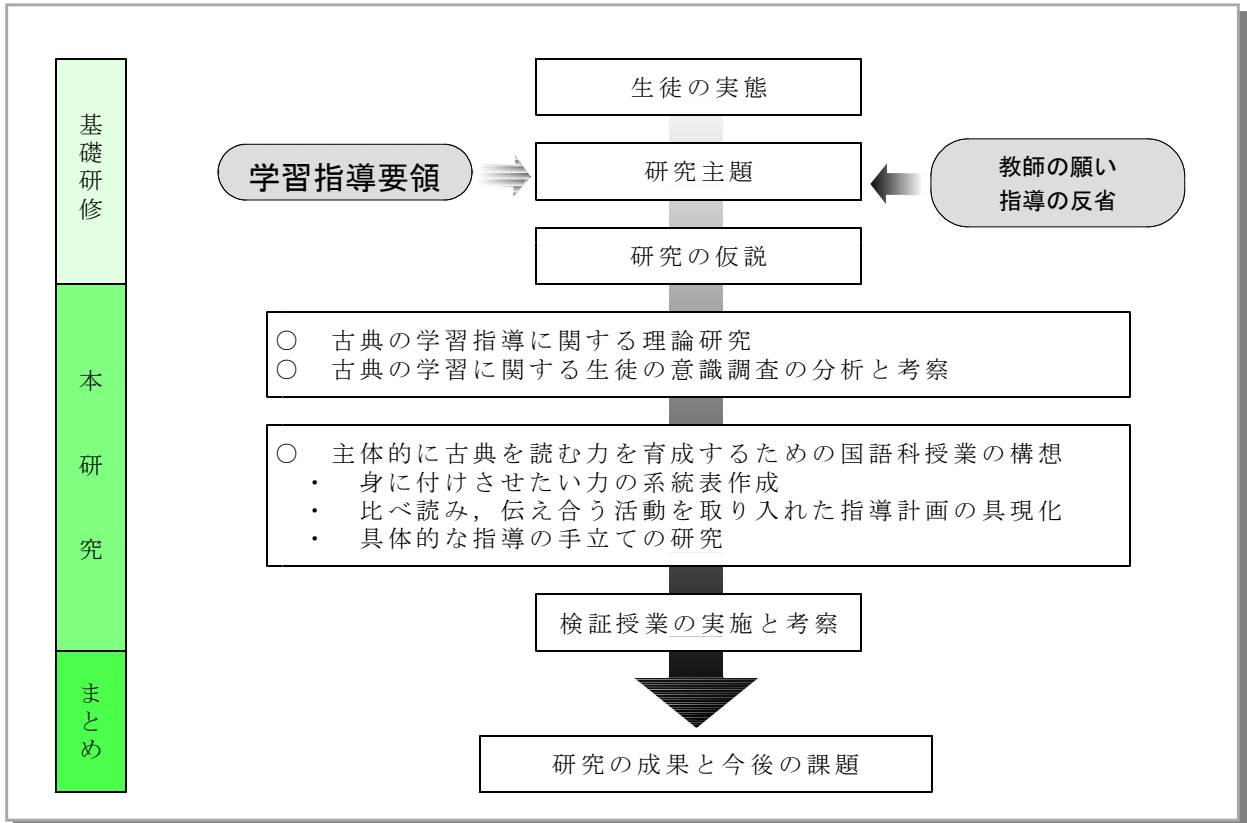 基礎研修
生徒の実態
学習指導要領
研究主題
教師の願い
指導の反省
研究の仮説
本研究
○ 古典の学習指導に関する理論研究
○ 古典の学習に関する生徒の意識調査の分析と考察
○ 主体的に古典を読む力を育成するための国語科授業の構想
・ 身に付けさせたい力の系統表作成
・ 比べ読み，伝え合う活動を取り入れた指導計画の具現化
・ 具体的な指導の手立ての研究
検証授業の実施と考察
まとめ
研究の成果と今後の課題